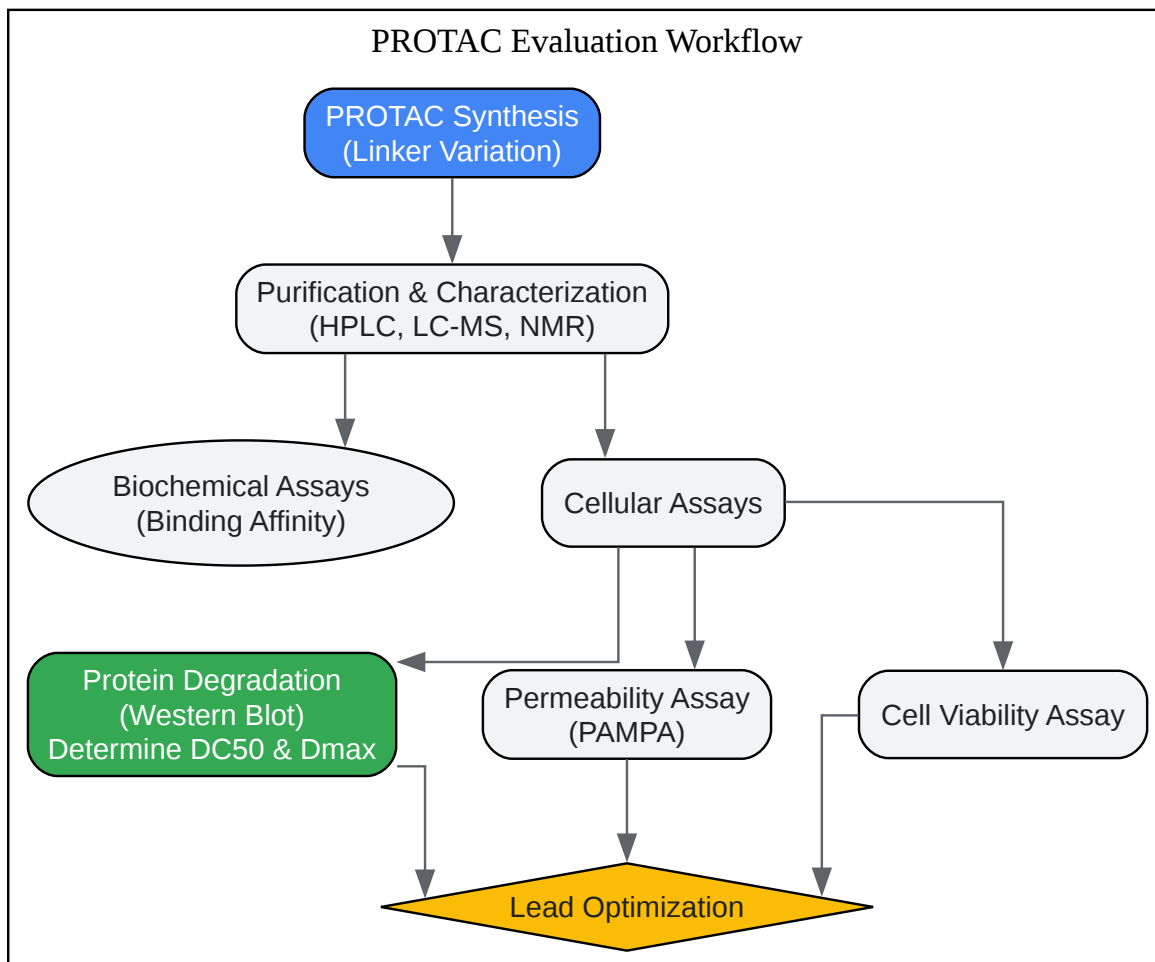 PROTAC Evaluation Workflow
PROTAC Synthesis
(Linker Variation)
Purification & Characterization
(HPLC, LC-MS, NMR)
Biochemical Assays
(Binding Affinity)
Cellular Assays
Protein Degradation
(Western Blot)
Determine DC50 & Dmax
Permeability Assay
(PAMPA)
Cell Viability Assay
Lead Optimization